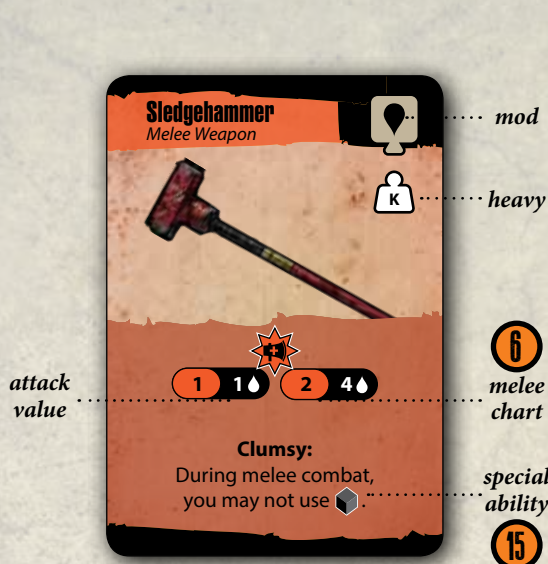 Sledgehammer
Melee Weapon
mod
K
heavy
6
attack
value
1 1 2 4
melee
chart
Clumsy:
During melee combat,
you may not use .
special
ability
15